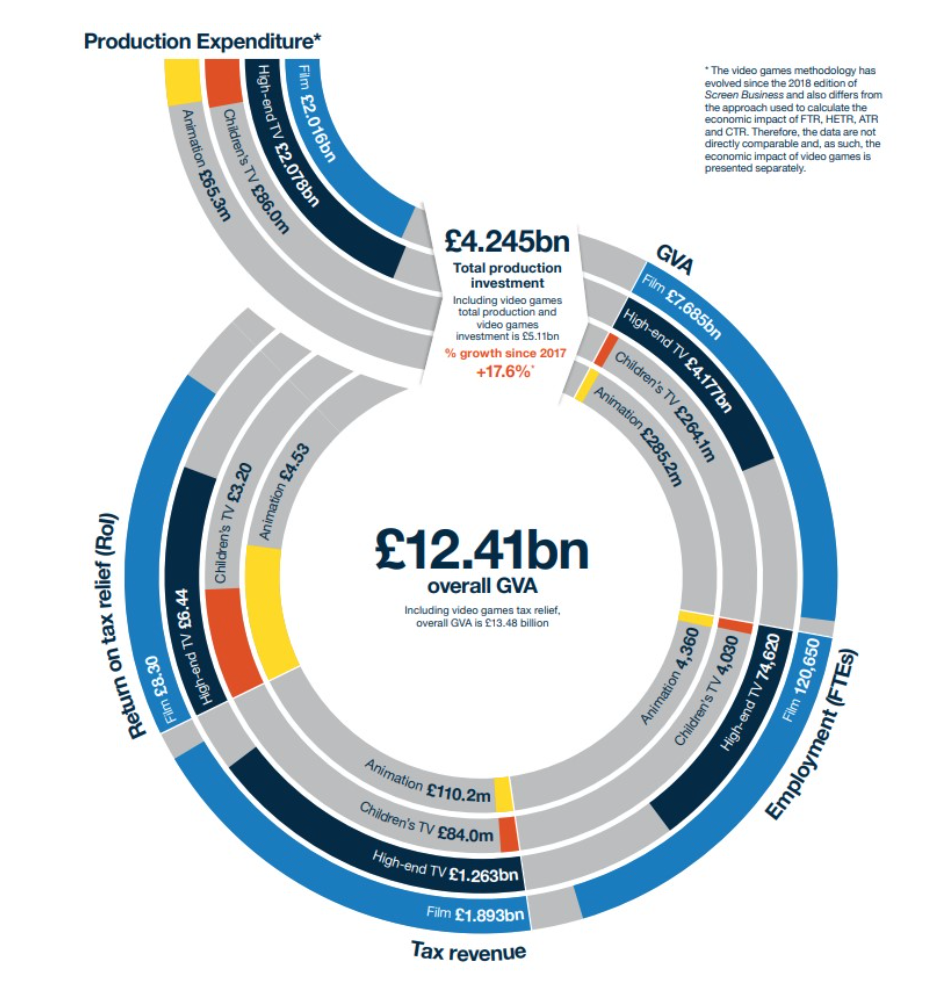 Production Expenditure*
Film £2.016bn
High-end TV £2.078bn
Children's TV £86.0m
Animation £65.3m
* The video games methodology has
evolved since the 2018 edition of
Screen Business and also differs from
the approach used to calculate the
economic impact of FTR, HETR, ATR
and CTR. Therefore, the data are not
directly comparable and, as such, the
economic impact of video games is
presented separately.
£4.245bn
Total production
investment
Including video games
total production and
video games
investment is £5.11bn
% growth since 2017
+17.6%*
GVA
Film £7.685bn
High-end TV £4.177bn
Children's TV £264.1m
Animation £285.2m
£12.41bn
overall GVA
Including video games tax relief,
overall GVA is £13.48 billion
Employment (FTEs)
Film 120,650
High-end TV 74,620
Children's TV 4,030
Animation 4,360
Tax revenue
Animation £110.2m
Children's TV £84.0m
High-end TV £1.263bn
Film £1.893bn
Return on tax relief (RoI)
Film £8.30
High-end TV £6.44
Children's TV £3.20
Animation £4.53